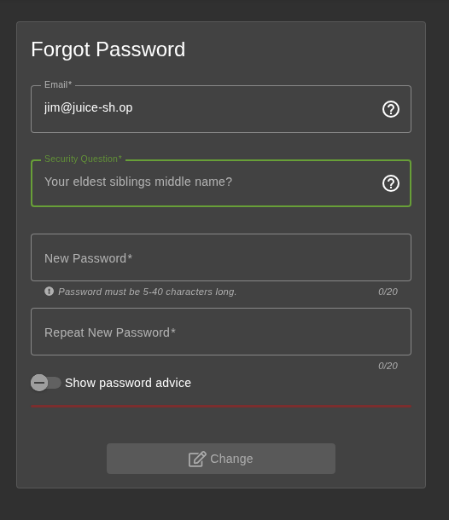 Forgot Password
Email*
jim@juice-sh.op
Security Question*
Your eldest siblings middle name?
New Password*
Password must be 5-40 characters long.
0/20
Repeat New Password*
0/20
Show password advice
Change